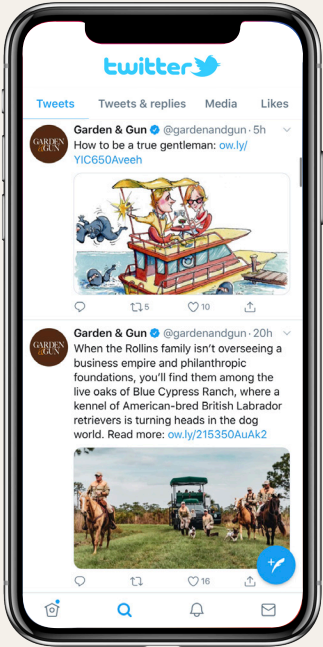 twitter
Tweets Tweets & replies Media Likes
GARDEN
&GUN
Garden & Gun @gardenandgun · 5h
How to be a true gentleman: ow.ly/
YIC650Aveeh
5 10
GARDEN
&GUN
Garden & Gun @gardenandgun · 20h
When the Rollins family isn't overseeing a
business empire and philanthropic
foundations, you'll find them among the
live oaks of Blue Cypress Ranch, where a
kennel of American-bred British Labrador
retrievers is turning heads in the dog
world. Read more: ow.ly/215350AuAk2
16